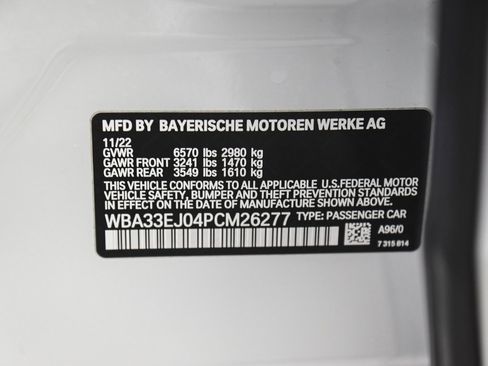 MFD BY BAYERISCHE MOTOREN WERKE AG
11/22
GVWR 6570 lbs 2980 kg
GAWR FRONT 3241 lbs 1470 kg
GAWR REAR 3549 lbs 1610 kg
THIS VEHICLE CONFORMS TO ALL APPLICABLE U.S.FEDERAL MOTOR
VEHICLE SAFETY, BUMPER, AND THEFT PREVENTION STANDARDS
IN EFFECT ON THE DATE OF MANUFACTURE SHOWN ABOVE.
WBA33EJ04PCM26277 TYPE: PASSENGER CAR
A96/0
7 315 814